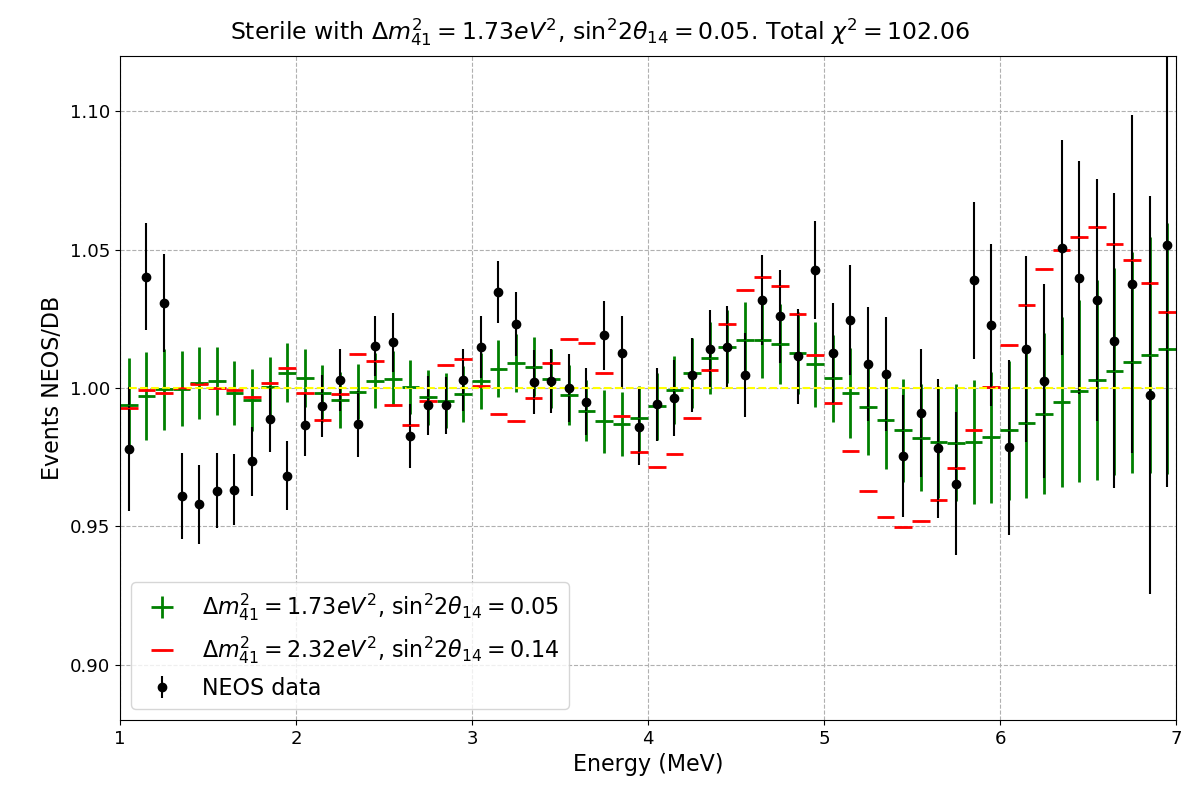 Sterile with Δm²₄₁ = 1.73eV², sin²2θ₁₄ = 0.05. Total χ² = 102.06
Events NEOS/DB
1.10
1.05
1.00
0.95
0.90
Δm²₄₁ = 1.73eV², sin²2θ₁₄ = 0.05
Δm²₄₁ = 2.32eV², sin²2θ₁₄ = 0.14
NEOS data
1 2 3 4 5 6 7
Energy (MeV)